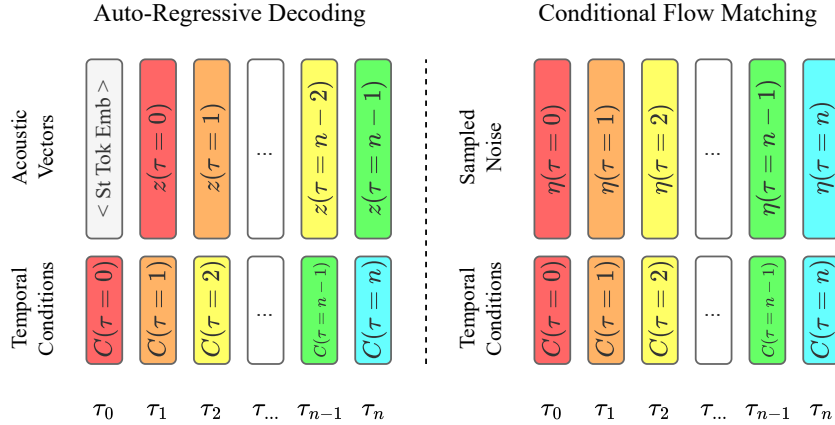 Auto-Regressive Decoding
Acoustic
Vectors
< St Tok Emb >
z(τ = 0)
z(τ = 1)
...
z(τ = n − 2)
z(τ = n − 1)
Temporal
Conditions
C(τ = 0)
C(τ = 1)
C(τ = 2)
...
C(τ = n − 1)
C(τ = n)
τ₀ τ₁ τ₂ τ... τₙ₋₁ τₙ
Conditional Flow Matching
Sampled
Noise
η(τ = 0)
η(τ = 1)
η(τ = 2)
...
η(τ = n − 1)
η(τ = n)
Temporal
Conditions
C(τ = 0)
C(τ = 1)
C(τ = 2)
...
C(τ = n − 1)
C(τ = n)
τ₀ τ₁ τ₂ τ... τₙ₋₁ τₙ